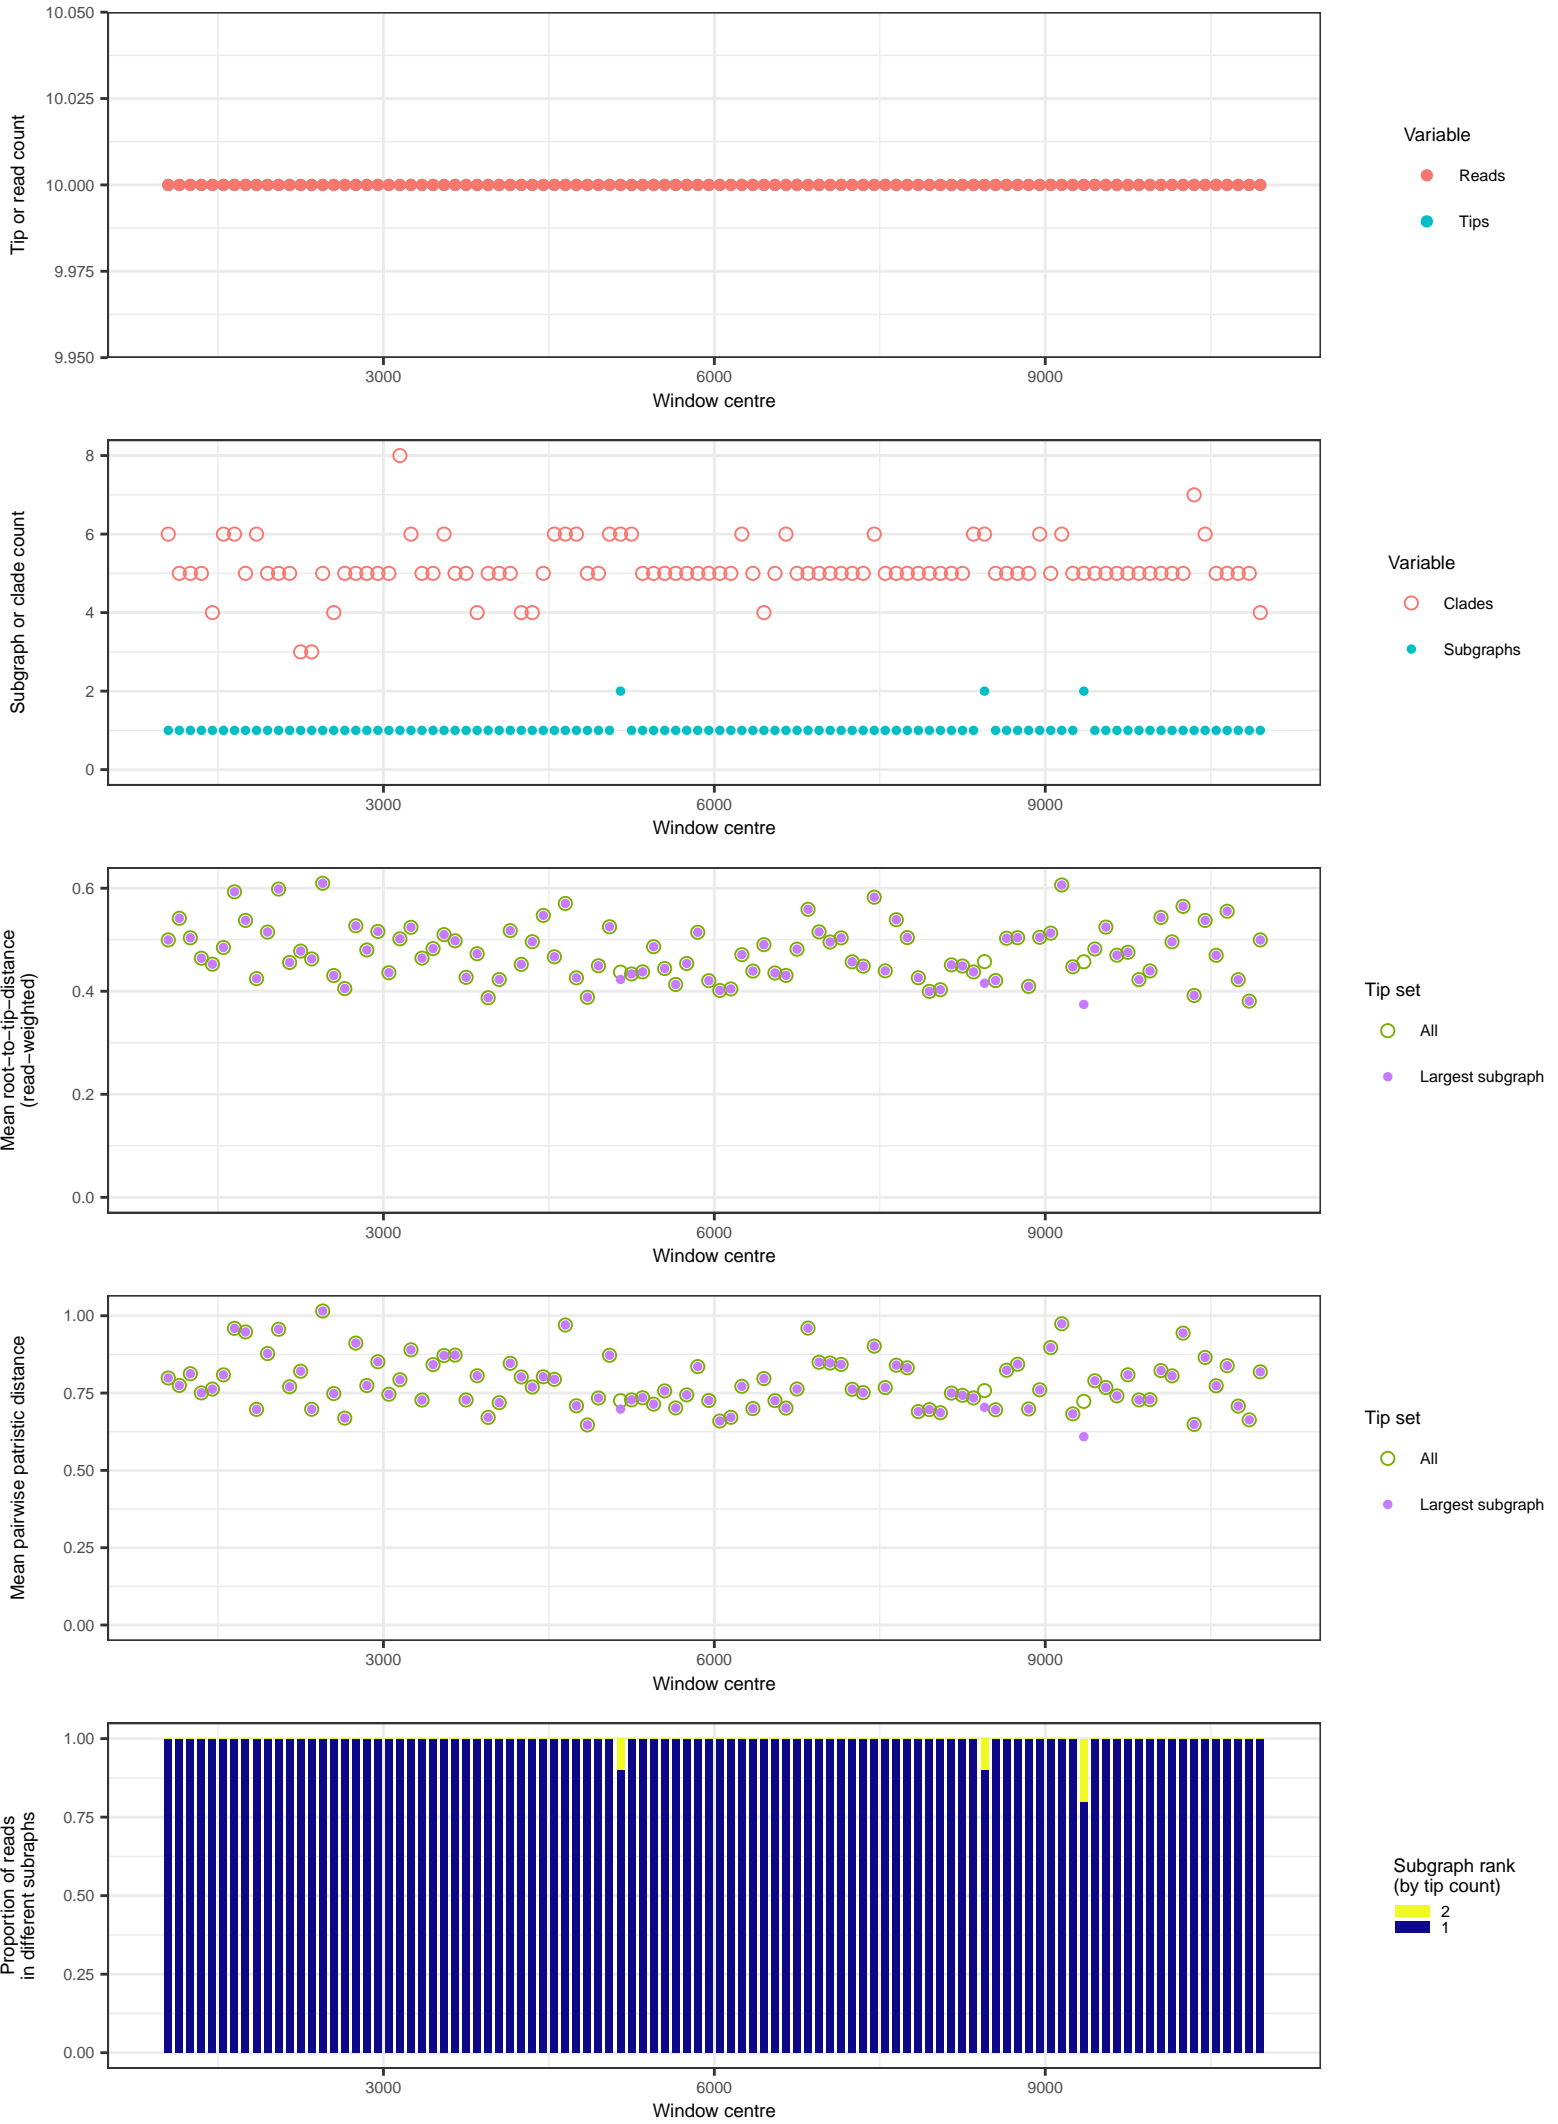 10.050
10.025
10.000
9.975
9.950
Tip or read count
3000 6000 9000
Window centre
Variable
Reads
Tips
8
6
4
2
0
Subgraph or clade count
3000 6000 9000
Window centre
Variable
Clades
Subgraphs
0.6
0.4
0.2
0.0
Mean root−to−tip−distance
(read−weighted)
3000 6000 9000
Window centre
Tip set
All
Largest subgraph
1.00
0.75
0.50
0.25
0.00
Mean pairwise patristic distance
3000 6000 9000
Window centre
Tip set
All
Largest subgraph
1.00
0.75
0.50
0.25
0.00
Proportion of reads
in different subraphs
3000 6000 9000
Window centre
Subgraph rank
(by tip count)
2
1